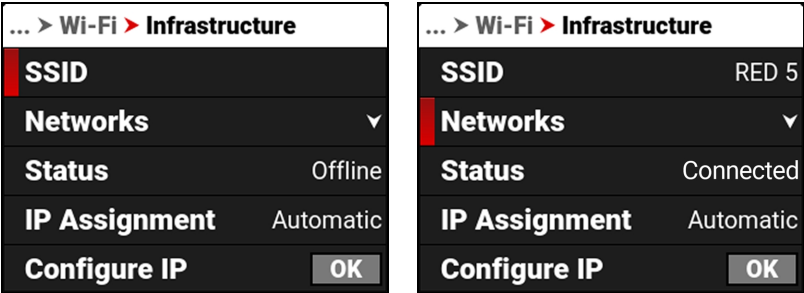 ... > Wi-Fi > Infrastructure
SSID
Networks
Status Offline
IP Assignment Automatic
Configure IP OK
... > Wi-Fi > Infrastructure
SSID RED 5
Networks
Status Connected
IP Assignment Automatic
Configure IP OK